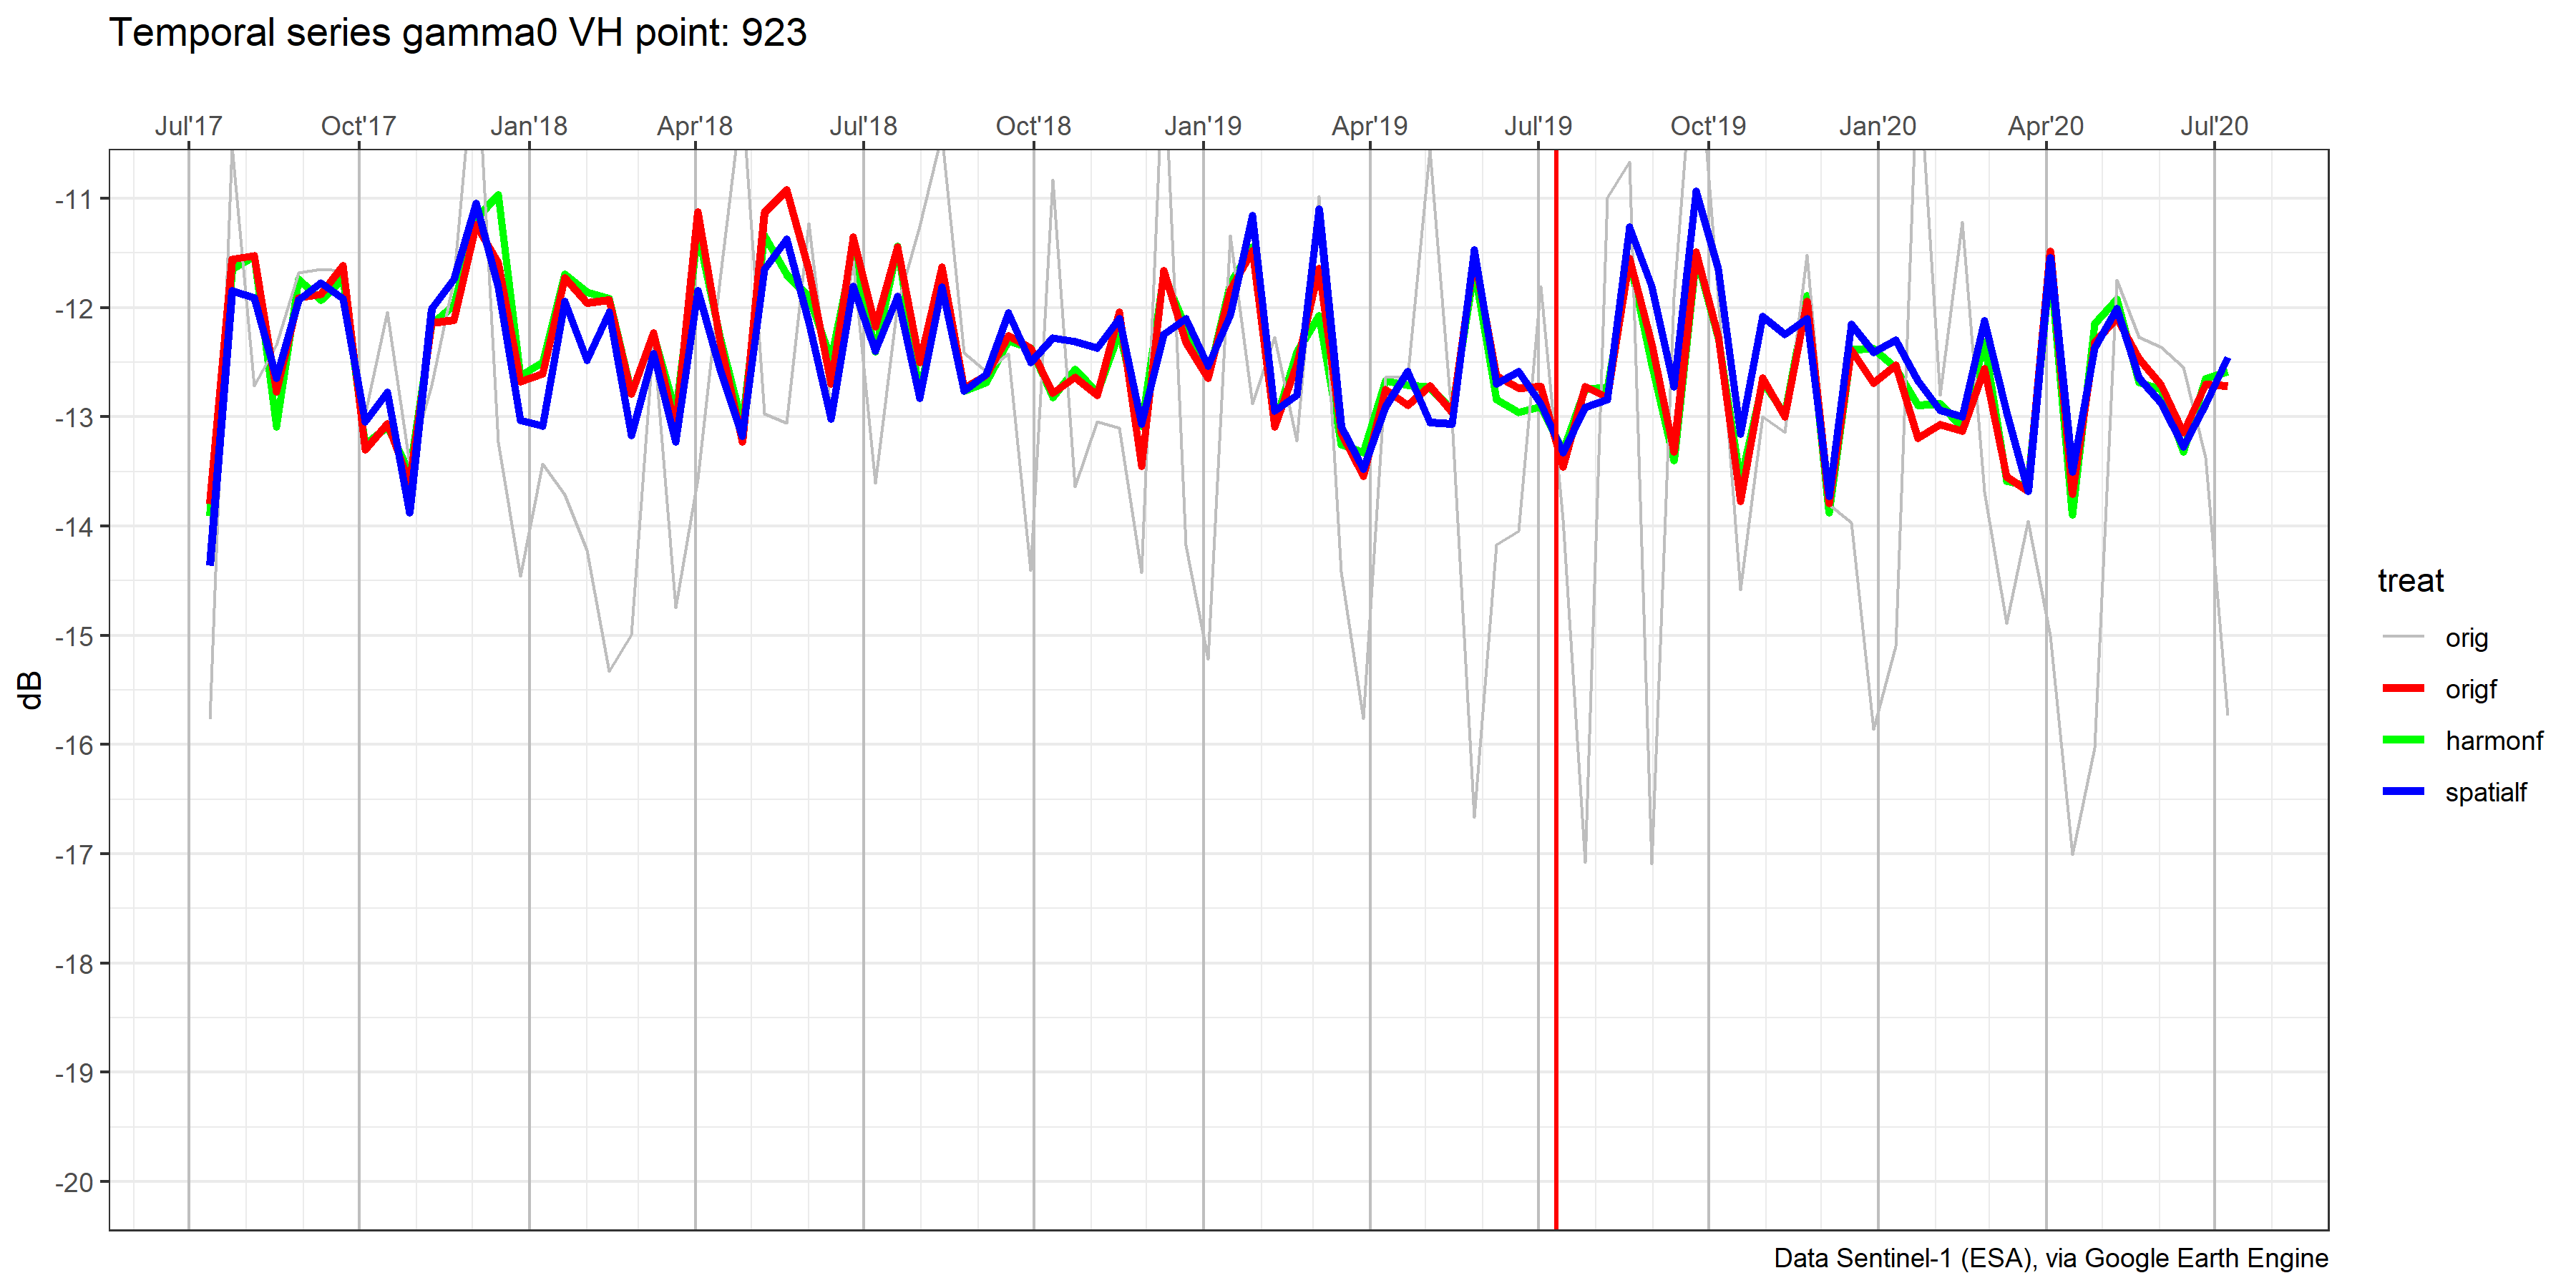 Temporal series gamma0 VH point: 923
Jul'17 Oct'17 Jan'18 Apr'18 Jul'18 Oct'18 Jan'19 Apr'19 Jul'19 Oct'19 Jan'20 Apr'20 Jul'20
-11
-12
-13
-14
-15
-16
-17
-18
-19
-20
dB
treat
orig
origf
harmonf
spatialf
Data Sentinel-1 (ESA), via Google Earth Engine